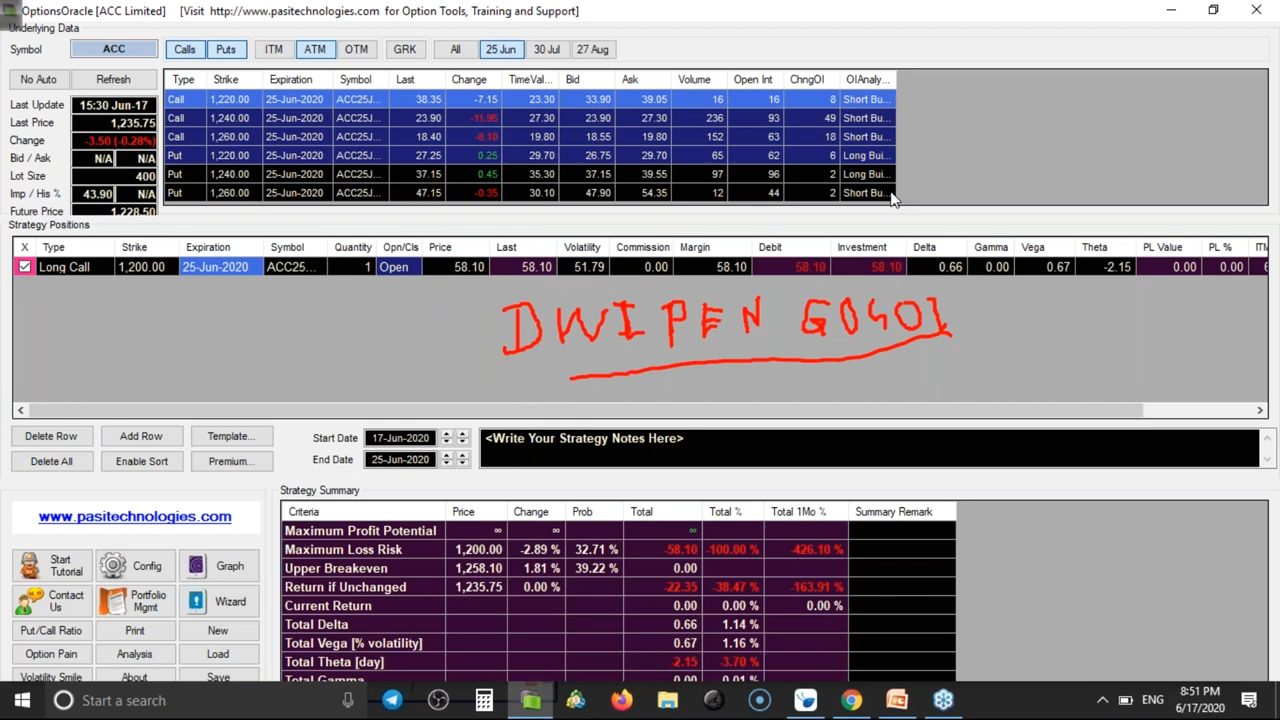 OptionsOracle [ACC Limited] [Visit http://www.pasitechnologies.com for Option Tools, Training and Support]
Underlying Data
Symbol ACC Calls Puts ITM ATM OTM GRK All 25 Jun 30 Jul 27 Aug
No Auto Refresh
Last Update 15:30 Jun-17
Last Price 1,235.75
Change -3.50 (-0.28%)
Bid / Ask N/A N/A
Lot Size 400
Imp / His % 43.90 N/A
Future Price 1,228.50
Type Strike Expiration Symbol Last Change TimeVal... Bid Ask Volume Open Int ChngOI OIAnaly...
Call 1,220.00 25-Jun-2020 ACC25J... 38.35 -7.15 23.30 33.90 39.05 16 16 8 Short Bu...
Call 1,240.00 25-Jun-2020 ACC25J... 23.90 -11.95 27.30 23.90 27.30 236 93 49 Short Bu...
Call 1,260.00 25-Jun-2020 ACC25J... 18.40 -8.10 19.80 18.55 19.80 152 63 18 Short Bu...
Put 1,220.00 25-Jun-2020 ACC25J... 27.25 0.25 29.70 26.75 29.70 65 62 6 Long Bui...
Put 1,240.00 25-Jun-2020 ACC25J... 37.15 0.45 35.30 37.15 39.55 97 96 2 Long Bui...
Put 1,260.00 25-Jun-2020 ACC25J... 47.15 -0.35 30.10 47.90 54.35 12 44 2 Short Bu...
Strategy Positions
X Type Strike Expiration Symbol Quantity Opn/Cls Price Last Volatility Commission Margin Debit Investment Delta Gamma Vega Theta PL Value PL % ITM
Long Call 1,200.00 25-Jun-2020 ACC25... 1 Open 58.10 58.10 51.79 0.00 58.10 58.10 58.10 0.66 0.00 0.67 -2.15 0.00 0.00
DWIPEN GOGOI
Delete Row Add Row Template...
Delete All Enable Sort Premium...
Start Date 17-Jun-2020
End Date 25-Jun-2020
<Write Your Strategy Notes Here>
www.pasitechnologies.com
Start Tutorial Config Graph
Contact Us Portfolio Mgmt Wizard
Put/Call Ratio Print New
Option Pain Analysis Load
Volatility Smile About Save
Strategy Summary
Criteria Price Change Prob Total Total % Total 1Mo % Summary Remark
Maximum Profit Potential ∞ ∞ ∞
Maximum Loss Risk 1,200.00 -2.89 % 32.71 % -58.10 -100.00 % -426.10 %
Upper Breakeven 1,258.10 1.81 % 39.22 % 0.00
Return if Unchanged 1,235.75 0.00 % -22.35 -38.47 % -163.91 %
Current Return 0.00 0.00 % 0.00 %
Total Delta 0.66 1.14 %
Total Vega [% volatility] 0.67 1.16 %
Total Theta [day] -2.15 -3.70 %
Total Gamma 0.00 0.01 %
Start a search
ENG
8:51 PM
6/17/2020